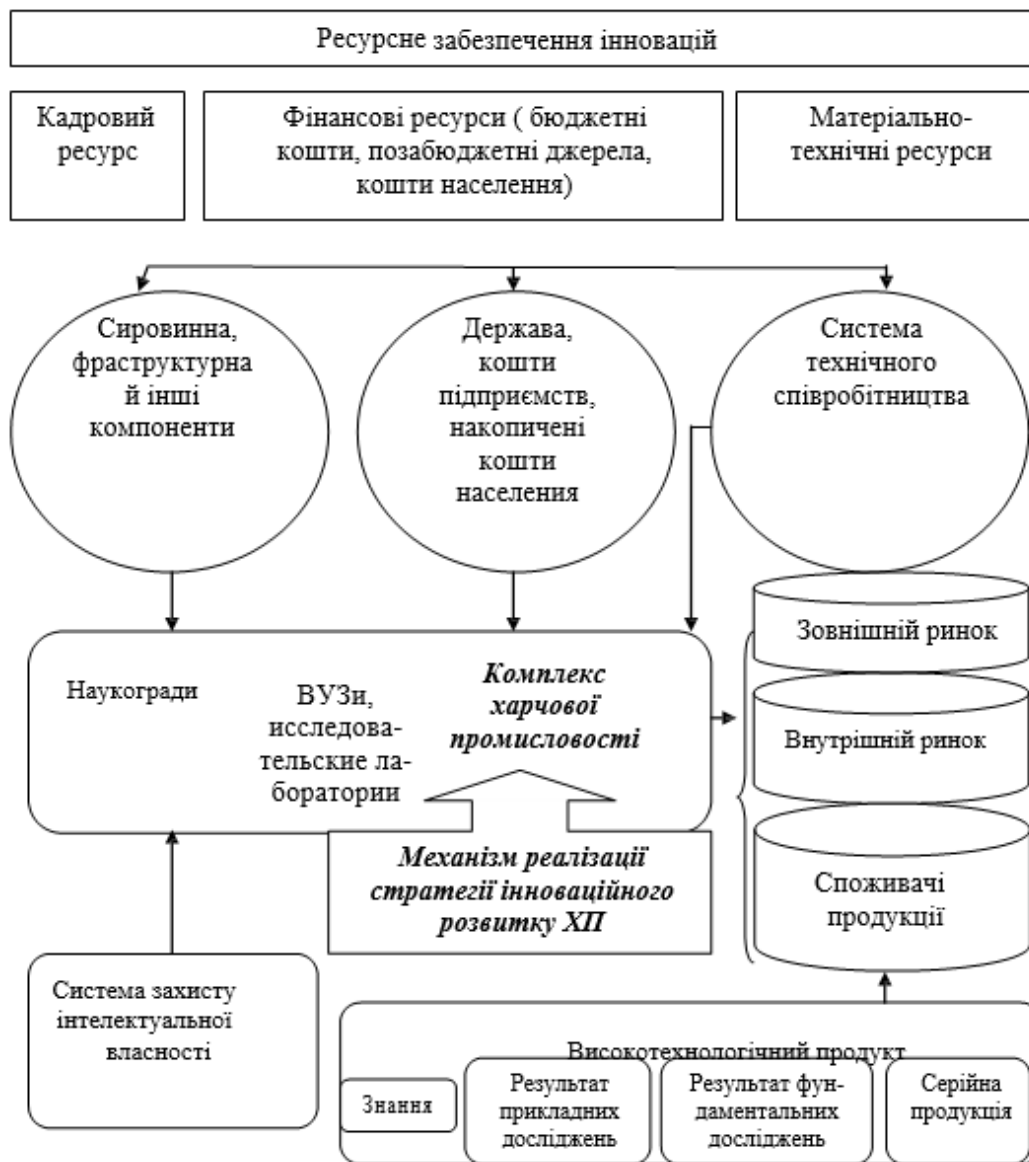 Ресурсне забезпечення інновацій
Кадровий
ресурс
Фінансові ресурси ( бюджетні
кошти, позабюджетні джерела,
кошти населення)
Матеріально-
технічні ресурси
Сировинна,
фраструктурна
й інші
компоненти
Держава,
кошти
підприємств,
накопичені
кошти
населения
Система
технічного
співробітництва
Наукогради
ВУЗи,
исследова-
тельские ла-
боратории
Комплекс
харчової
промисловості
Зовнішній ринок
Внутрішній ринок
Споживачі
продукції
Механізм реалізації
стратегії інноваційного
розвитку ХП
Система захисту
інтелектуальної
власності
Високотехнологічний продукт
Знання
Результат
прикладних
досліджень
Результат фун-
даментальних
досліджень
Серійна
продукція